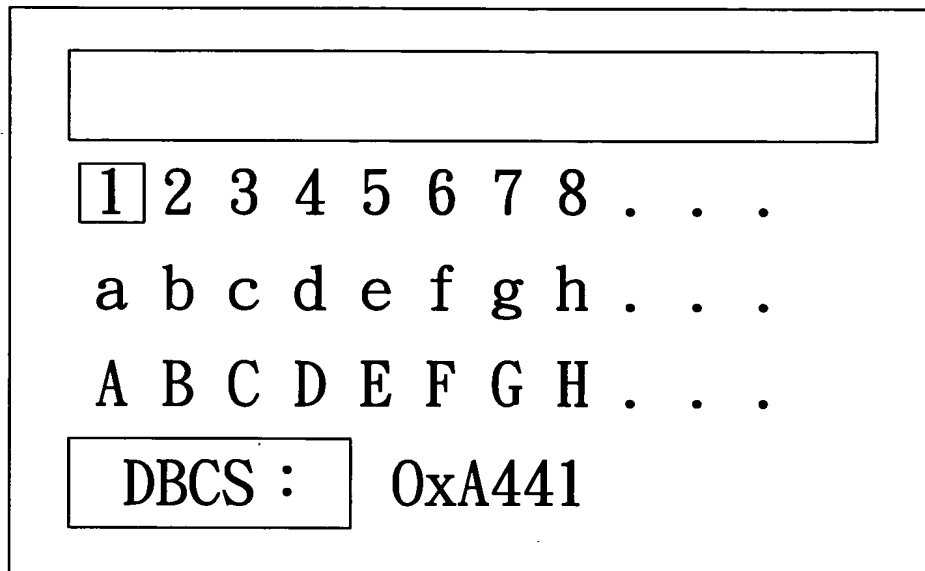 1 2 3 4 5 6 7 8 . . .
a b c d e f g h . . .
A B C D E F G H . . .
DBCS : 0xA441